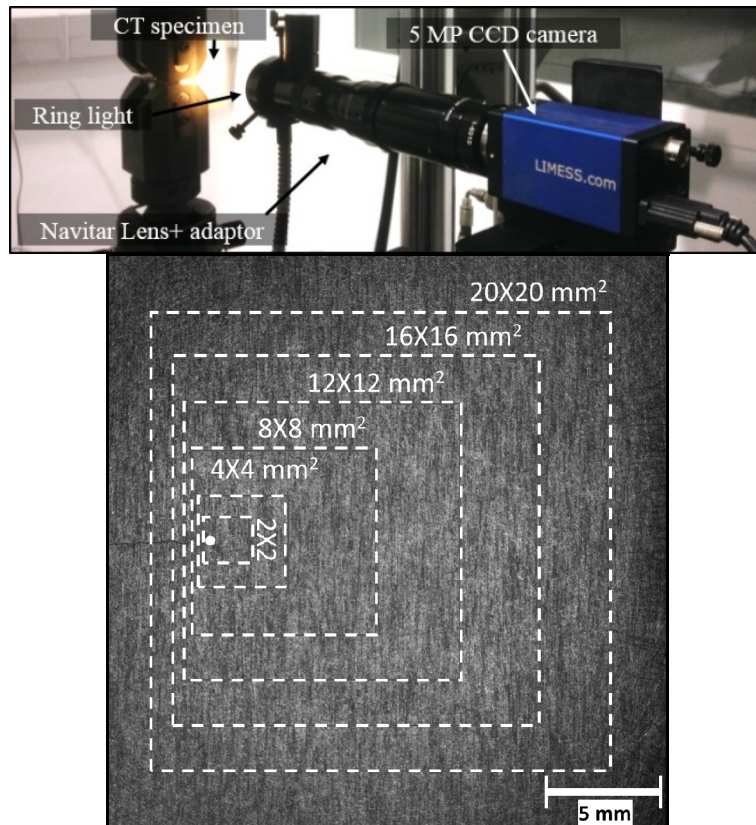 CT specimen
5 MP CCD camera
Ring light
5010
LIMESS.com
Navitar Lens+ adaptor
20X20 mm²
16X16 mm²
12X12 mm²
8X8 mm²
4X4 mm²
2X2
5 mm